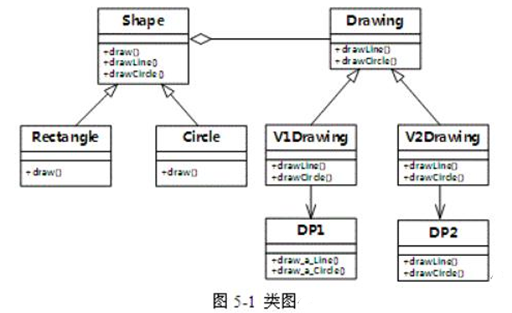 Shape
+draw()
+drawLine()
+drawCircle()
Drawing
+drawLine()
+drawCircle()
Rectangle
+draw()
Circle
+draw()
V1Drawing
+drawLine()
+drawCircle()
V2Drawing
+drawLine()
+drawCircle()
DP1
+draw_a_Line()
+draw_a_Circle()
DP2
+drawLine()
+drawCircle()
图 5-1 类图